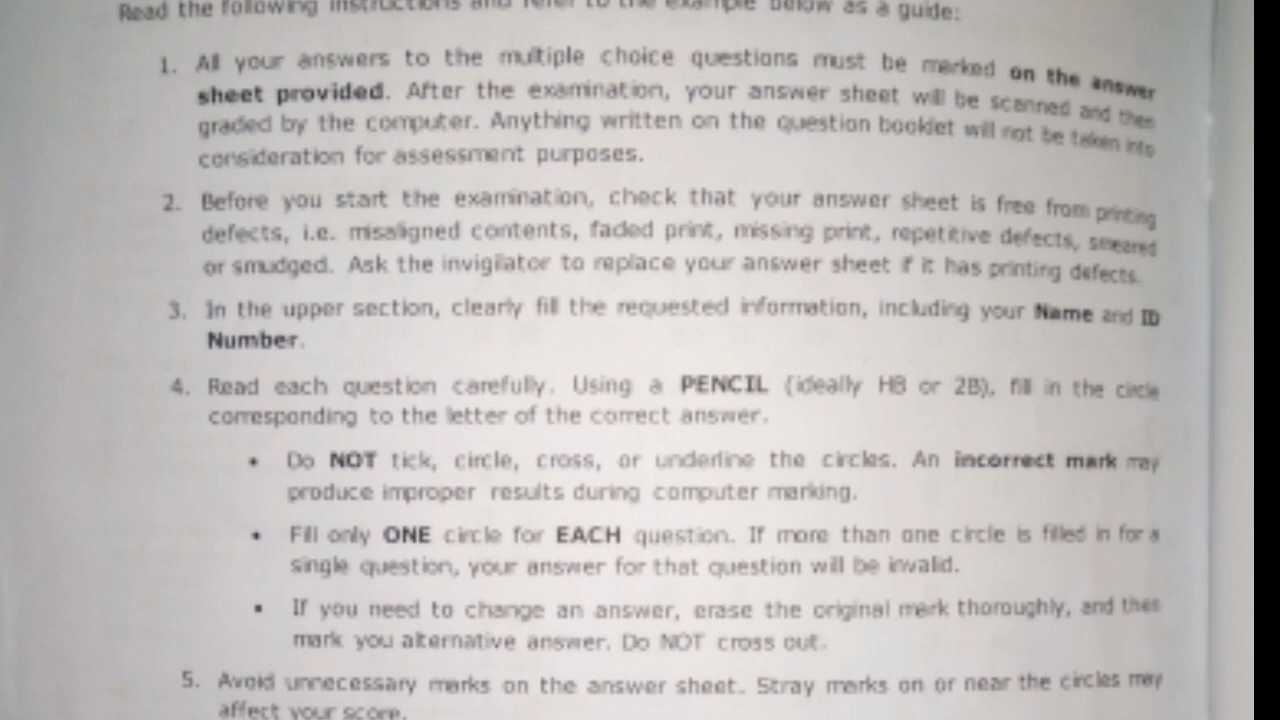 Read the following instructions and refer to the example below as a guide:
1. All your answers to the multiple choice questions must be marked on the answer
sheet provided. After the examination, your answer sheet will be scanned and then
graded by the computer. Anything written on the question booklet will not be taken into
consideration for assessment purposes.
2. Before you start the examination, check that your answer sheet is free from printing
defects, i.e. misaligned contents, faded print, missing print, repetitive defects, smeared
or smudged. Ask the invigilator to replace your answer sheet if it has printing defects.
3. In the upper section, clearly fill the requested information, including your Name and ID
Number.
4. Read each question carefully. Using a PENCIL (ideally HB or 2B), fill in the circle
corresponding to the letter of the correct answer.
• Do NOT tick, circle, cross, or underline the circles. An incorrect mark may
produce improper results during computer marking.
• Fill only ONE circle for EACH question. If more than one circle is filled in for a
single question, your answer for that question will be invalid.
• If you need to change an answer, erase the original mark thoroughly, and then
mark you alternative answer. Do NOT cross out.
5. Avoid unnecessary marks on the answer sheet. Stray marks on or near the circles may
affect your score.